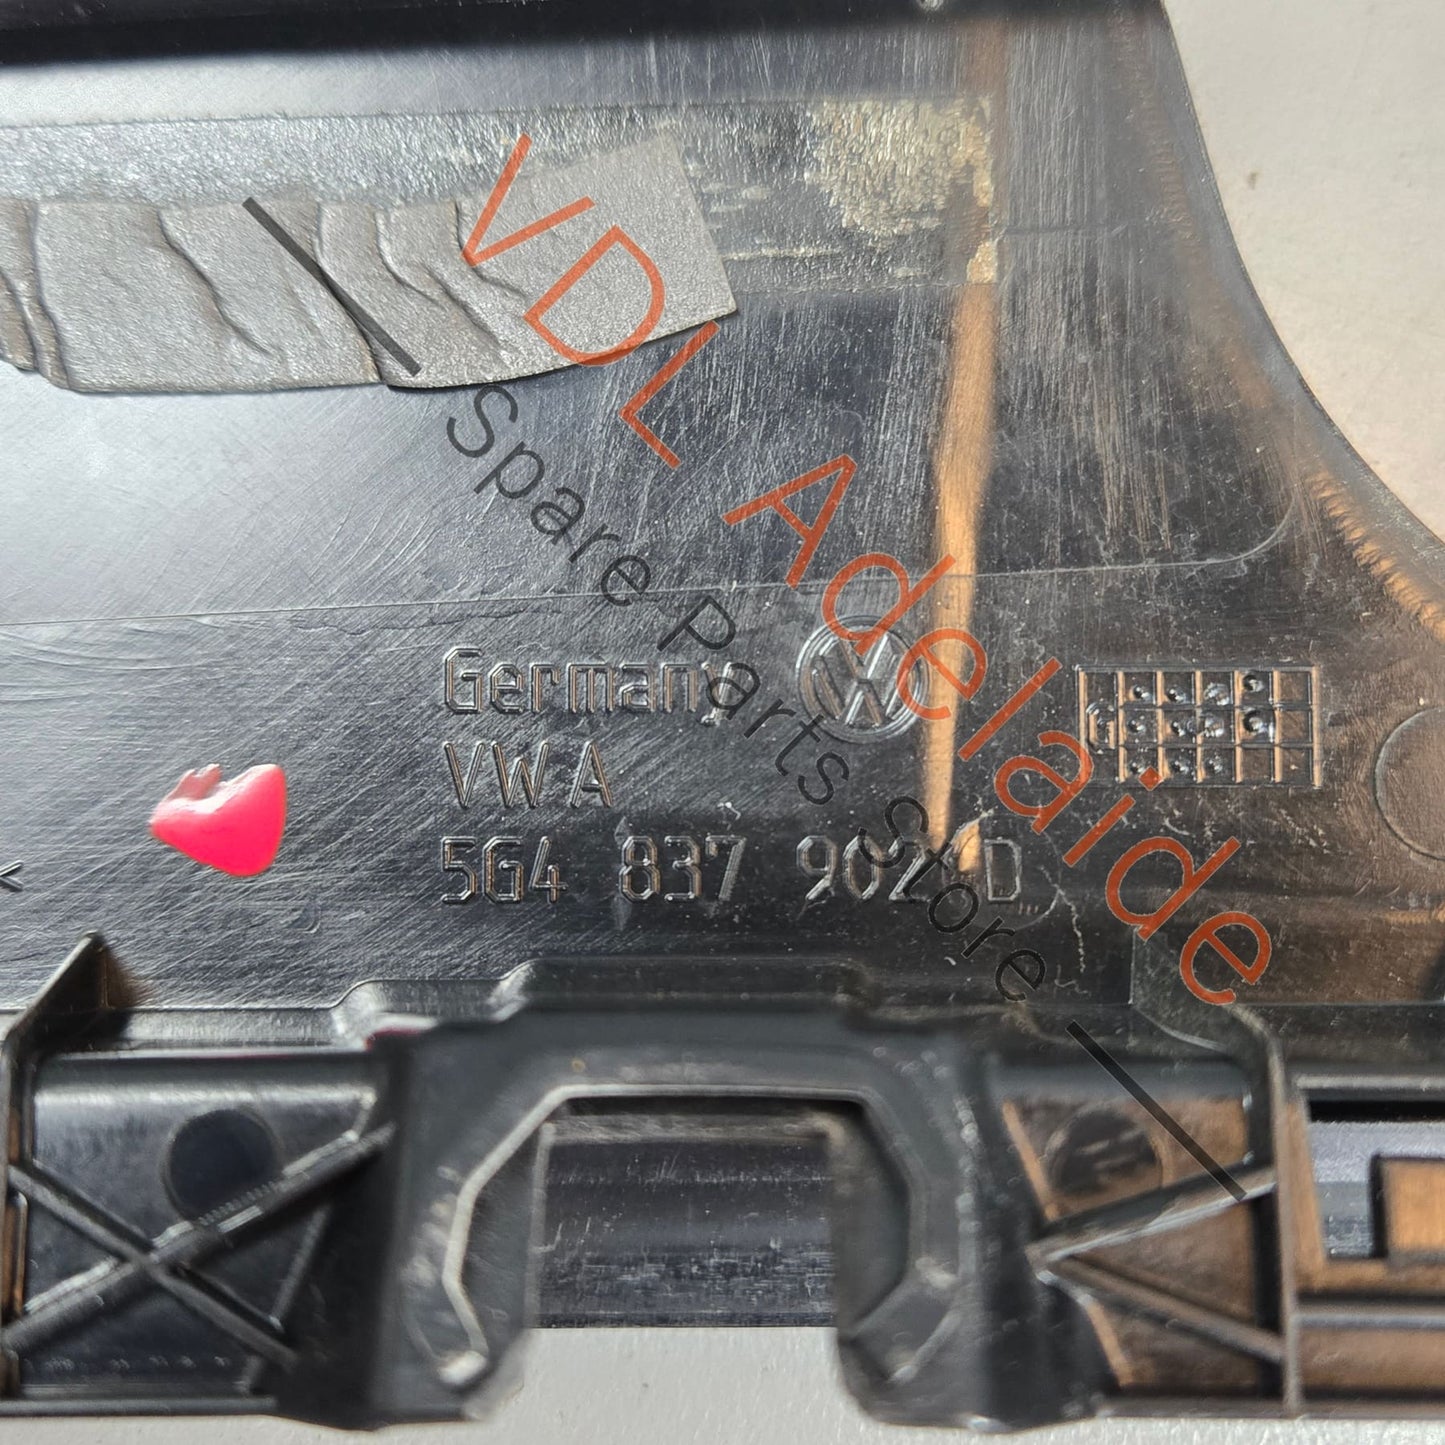 VDL Adelaide
Spare Parts Store
Germany
VW A
5G4 837 902 D
G